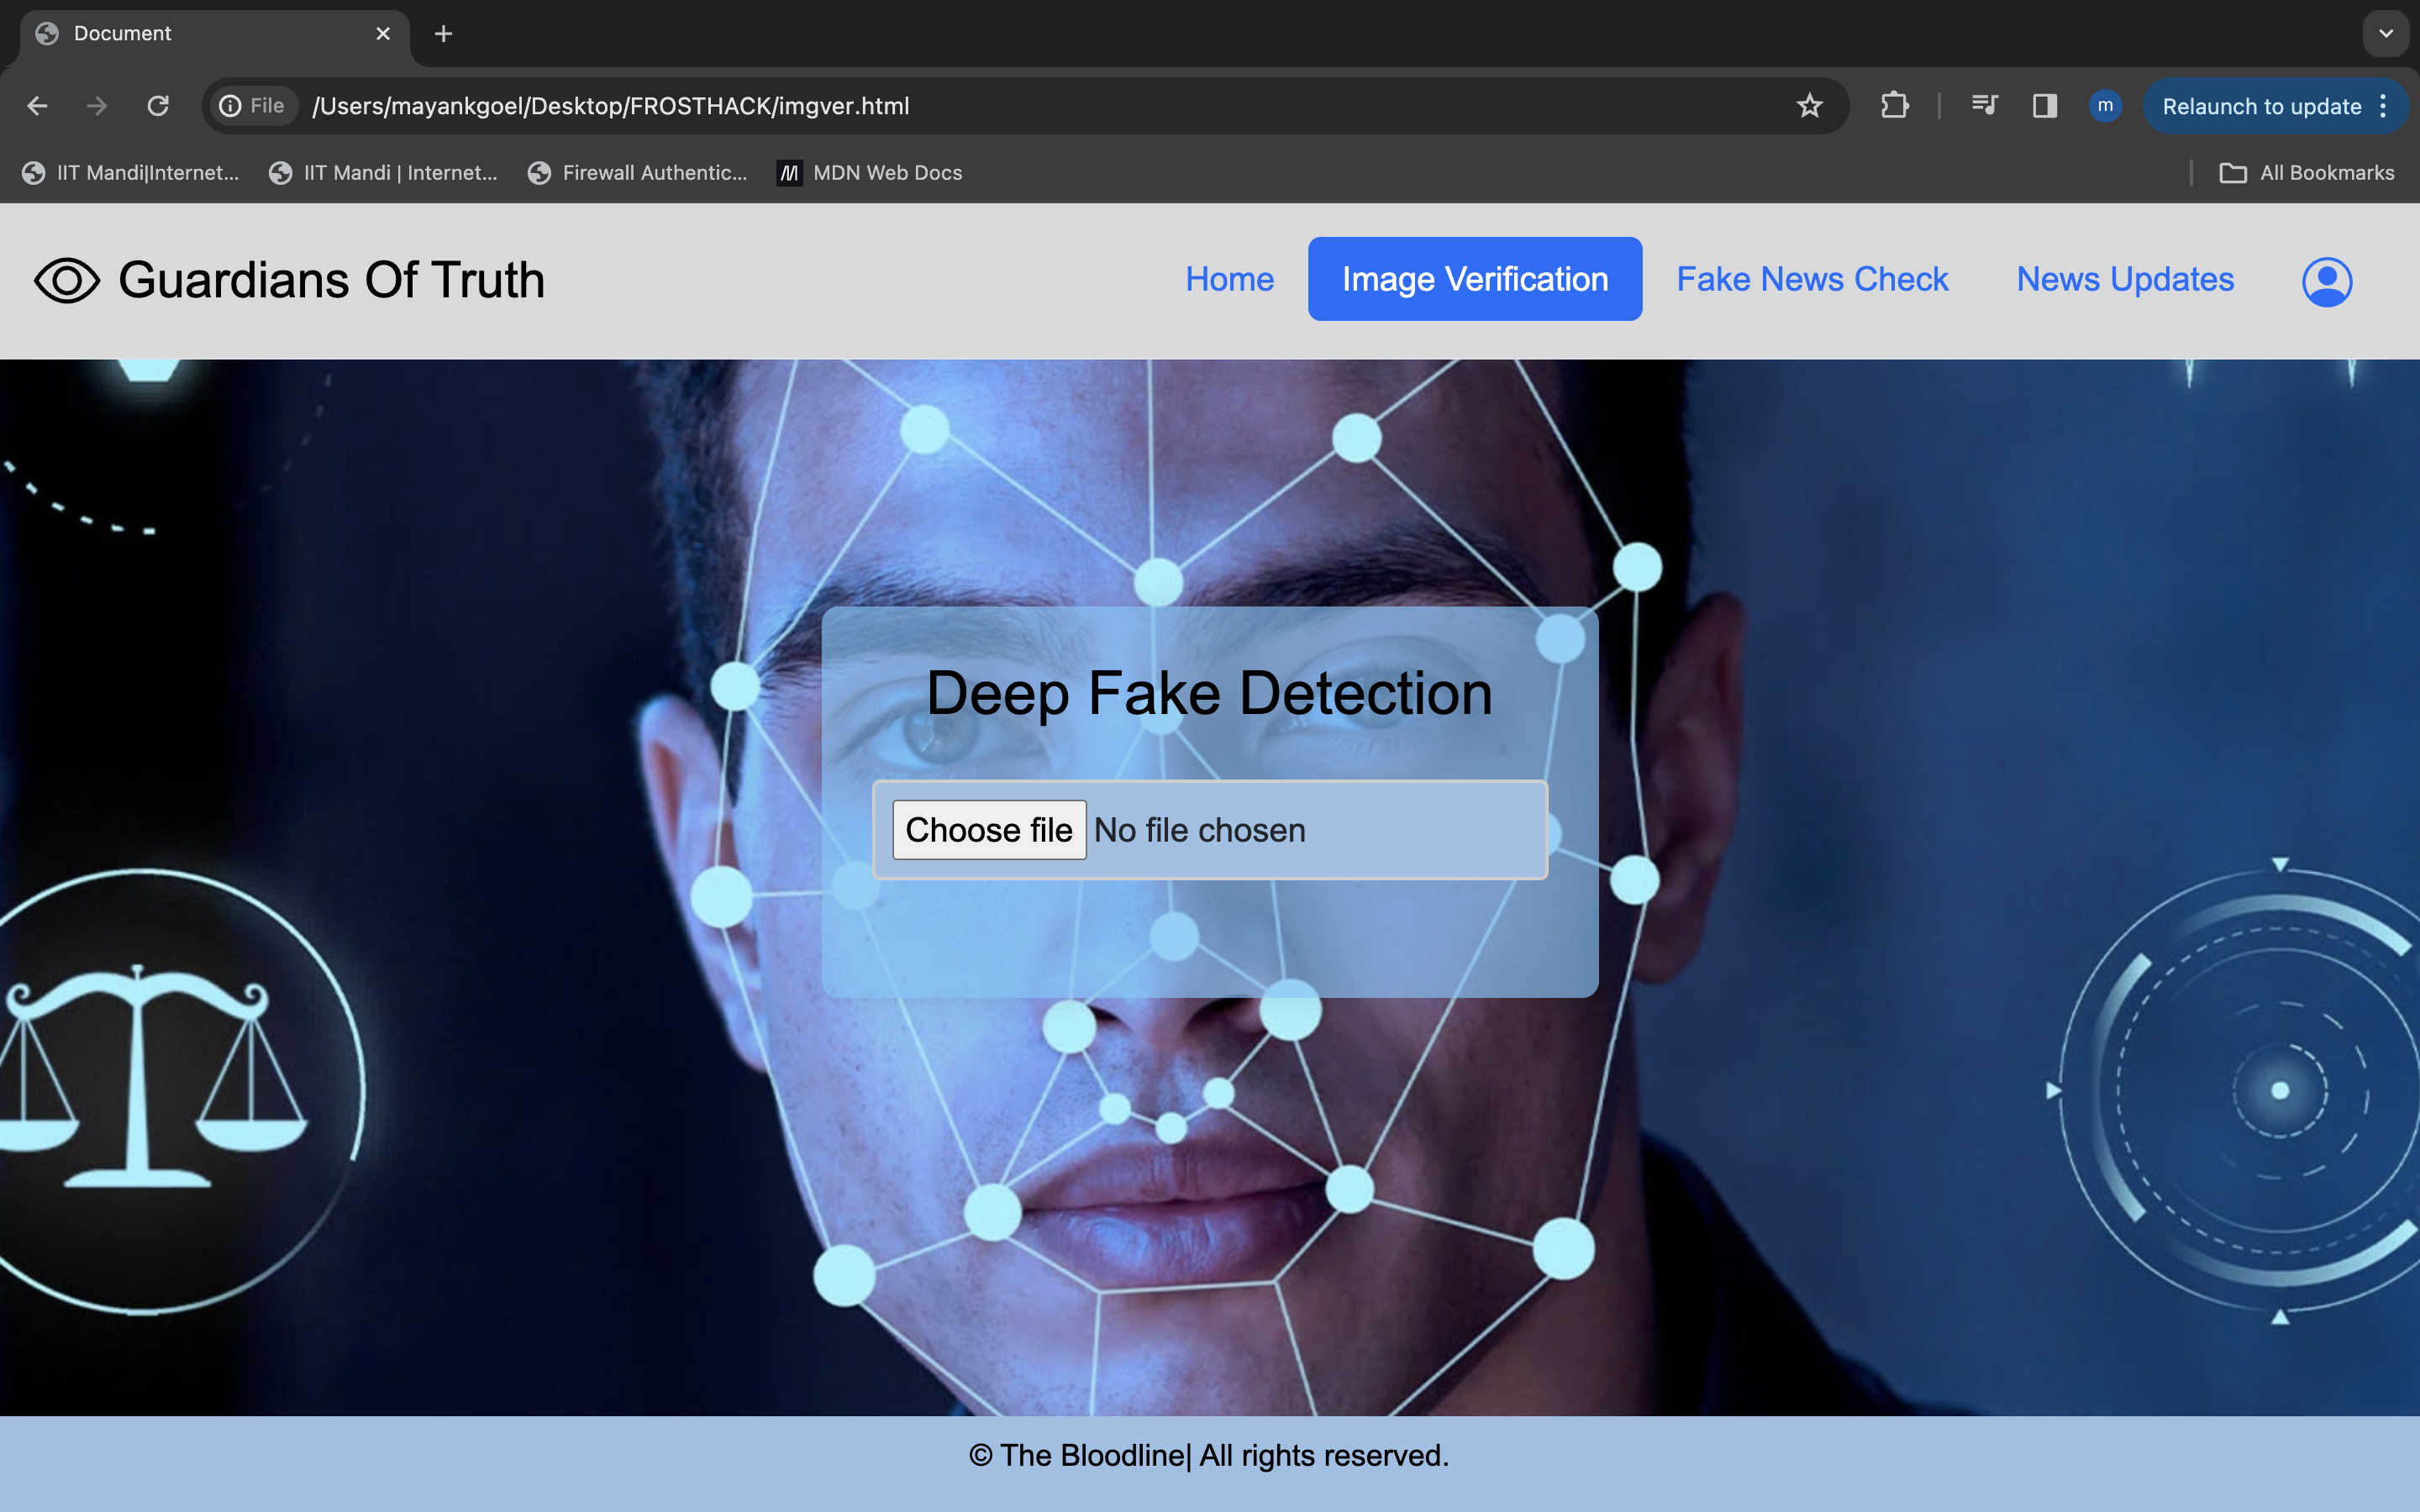 Document
File /Users/mayankgoel/Desktop/FROSTHACK/imgver.html
m
Relaunch to update
IIT Mandi|Internet...
IIT Mandi | Internet...
Firewall Authentic...
MDN Web Docs
All Bookmarks
Guardians Of Truth
Home
Image Verification
Fake News Check
News Updates
Deep Fake Detection
Choose file No file chosen
© The Bloodline| All rights reserved.